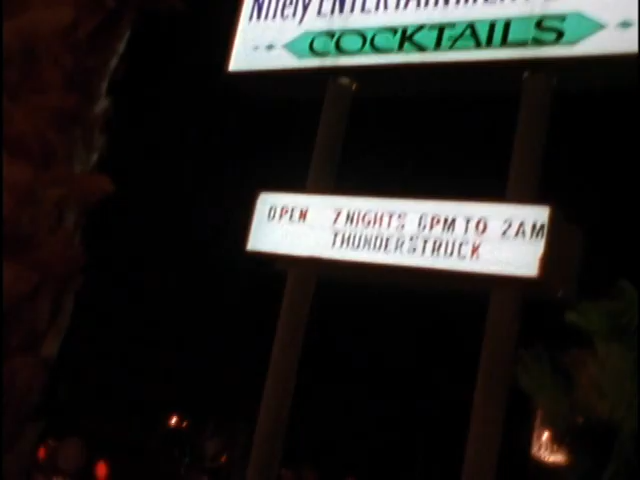 Nitely ENTERTAINMENT
COCKTAILS
OPEN 7 NIGHTS 6PM TO 2AM
THUNDERSTRUCK